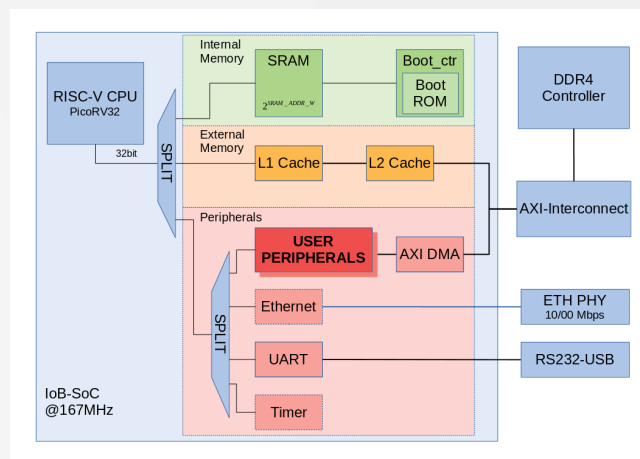 Internal
Memory
SRAM
2^SRAM_ADDR_W
Boot_ctr
Boot
ROM
RISC-V CPU
PicoRV32
32bit
SPLIT
External
Memory
L1 Cache
L2 Cache
DDR4
Controller
AXI-Interconnect
Peripherals
USER
PERIPHERALS
AXI DMA
SPLIT
Ethernet
ETH PHY
10/00 Mbps
UART
RS232-USB
Timer
IoB-SoC
@167MHz